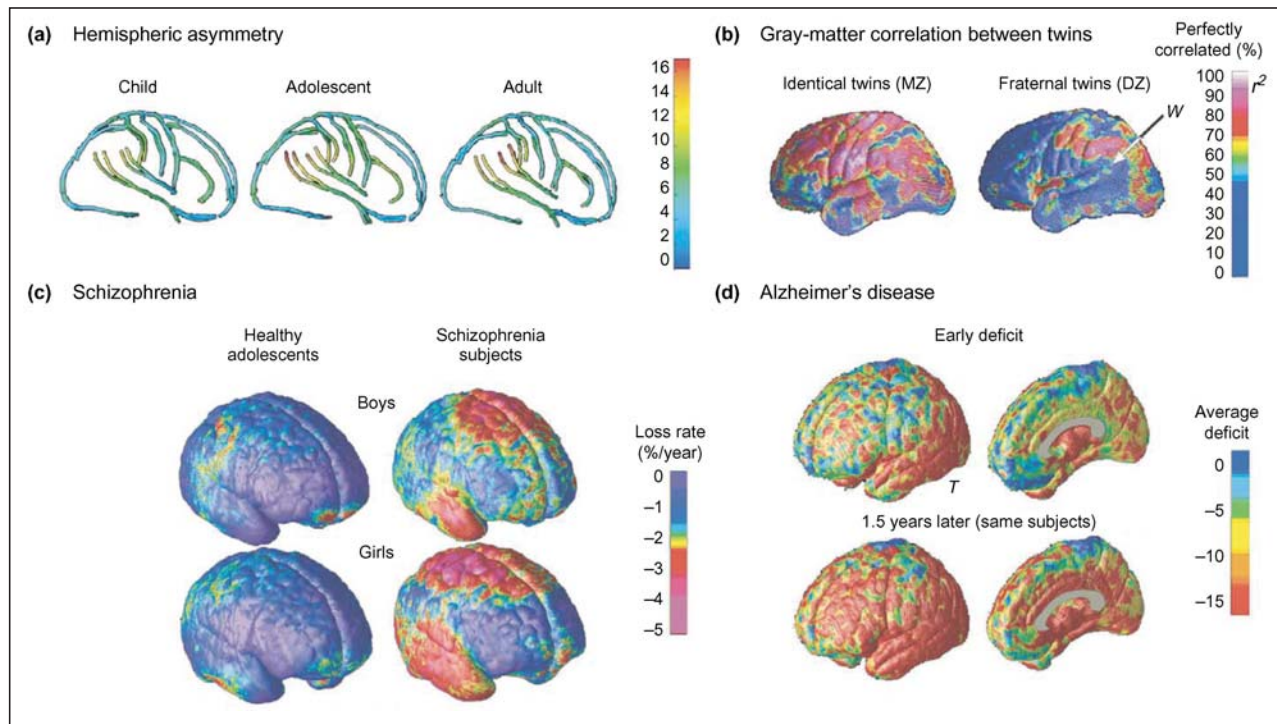 (a) Hemispheric asymmetry
Child
Adolescent
Adult
16
14
12
10
8
6
4
2
0
(b) Gray-matter correlation between twins
Perfectly
correlated (%)
Identical twins (MZ)
Fraternal twins (DZ)
W
100
90
80
70
60
50
40
30
20
10
0
r²
(c) Schizophrenia
Healthy
adolescents
Schizophrenia
subjects
Boys
Girls
Loss rate
(%/year)
0
–1
–2
–3
–4
–5
(d) Alzheimer's disease
Early deficit
T
1.5 years later (same subjects)
Average
deficit
0
–5
–10
–15